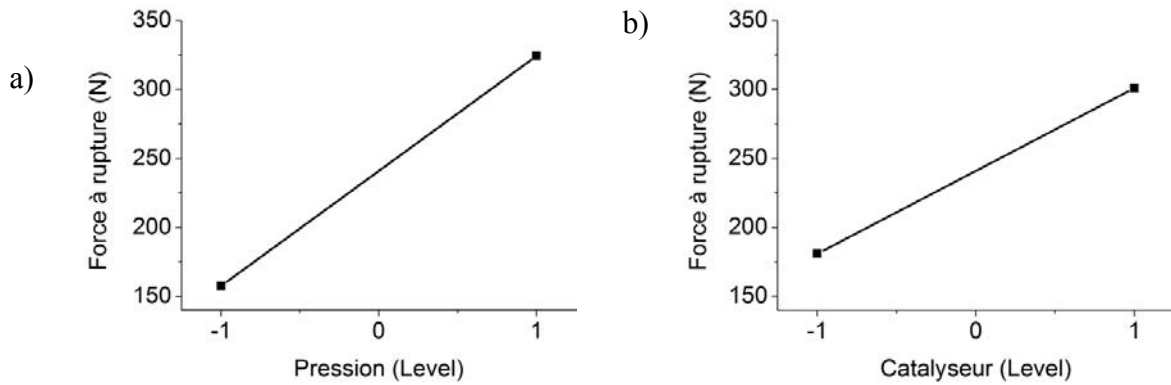 a)
Force à rupture (N)
350
300
250
200
150
-1
0
1
Pression (Level)
b)
Force à rupture (N)
350
300
250
200
150
-1
0
1
Catalyseur (Level)